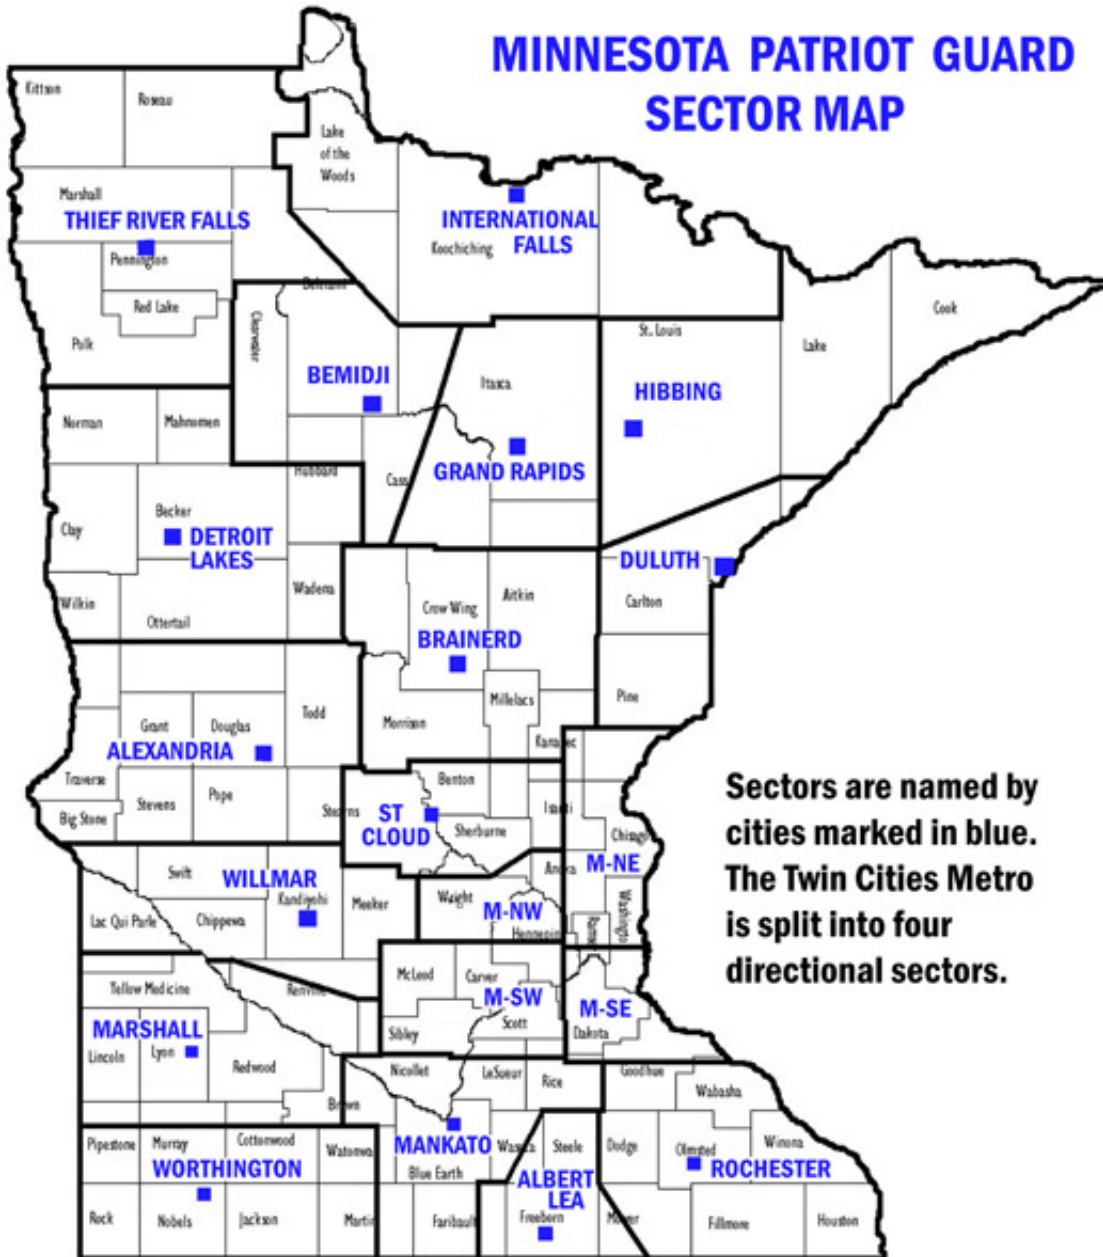 MINNESOTA PATRIOT GUARD
SECTOR MAP
Kittson
Roseau
Lake
of the
Woods
Marshall
THIEF RIVER FALLS
INTERNATIONAL
FALLS
Koochiching
Pennington
Red Lake
Polk
Clearwater
Cook
St. Louis
Lake
BEMIDJI
Itasca
HIBBING
Norman
Mahnomen
Hubbard
Cass
GRAND RAPIDS
Becker
Clay
DETROIT
LAKES
DULUTH
Wilkin
Ottertail
Wadena
Crow Wing
Aitkin
Carlton
BRAINERD
Millelacs
Pine
Grant
Douglas
Todd
Morrison
Kanabec
ALEXANDRIA
Traverse
Big Stone
Stevens
Pope
Stearns
ST
CLOUD
Benton
Sherburne
Isanti
Chisago
Sectors are named by
cities marked in blue.
The Twin Cities Metro
is split into four
directional sectors.
M-NE
Anoka
Swift
WILLMAR
Kandiyohi
Meeker
Lac Qui Parle
Chippewa
Wright
M-NW
Hennepin
Washingto
McLeod
Carver
M-SW
Scott
Sibley
M-SE
Dakota
Yellow Medicine
Renville
MARSHALL
Lincoln
Lyon
Redwood
Brown
Nicollet
LeSueur
Rice
Goodhue
Wabasha
Pipestone
Murray
Cottonwood
Watonwa
WORTHINGTON
MANKATO
Blue Earth
Waseca
Steele
Dodge
Olmsted
Winona
ROCHESTER
ALBERT
LEA
Rock
Nobels
Jackson
Martin
Faribault
Freeborn
Mower
Fillmore
Houston